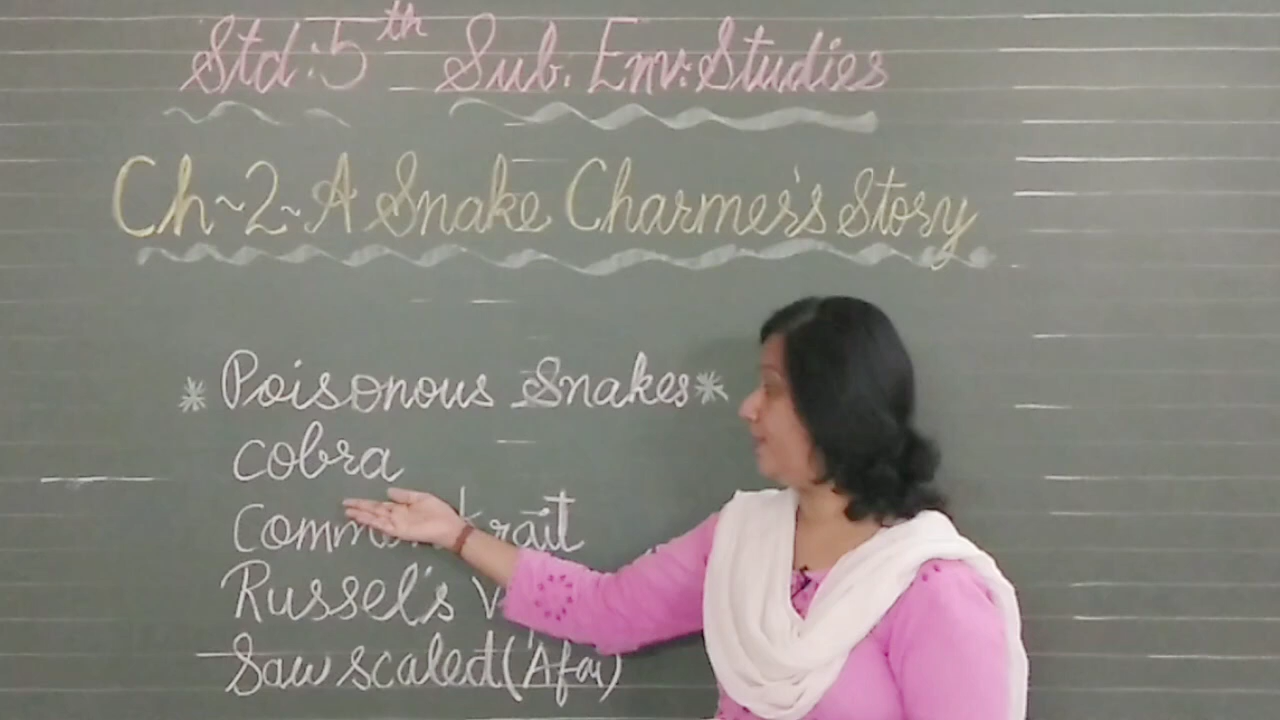 Std:5th Sub. Env: Studies
Ch~2~A Snake Charmer's Story
* Poisonous Snakes *
cobra
Russel's
Saw scaled (Afai)